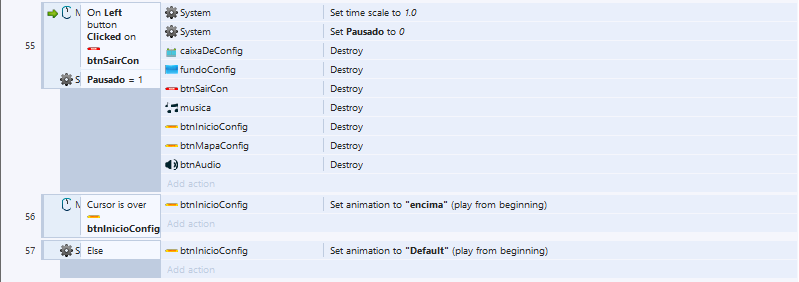 On Left
button
Clicked on
btnSairCon
Pausado = 1
55
System Set time scale to 1.0
System Set Pausado to 0
caixaDeConfig Destroy
fundoConfig Destroy
btnSairCon Destroy
musica Destroy
btnInicioConfig Destroy
btnMapaConfig Destroy
btnAudio Destroy
Add action
56
Cursor is over
btnInicioConfig
btnInicioConfig Set animation to "encima" (play from beginning)
Add action
57
S Else
btnInicioConfig Set animation to "Default" (play from beginning)
Add action